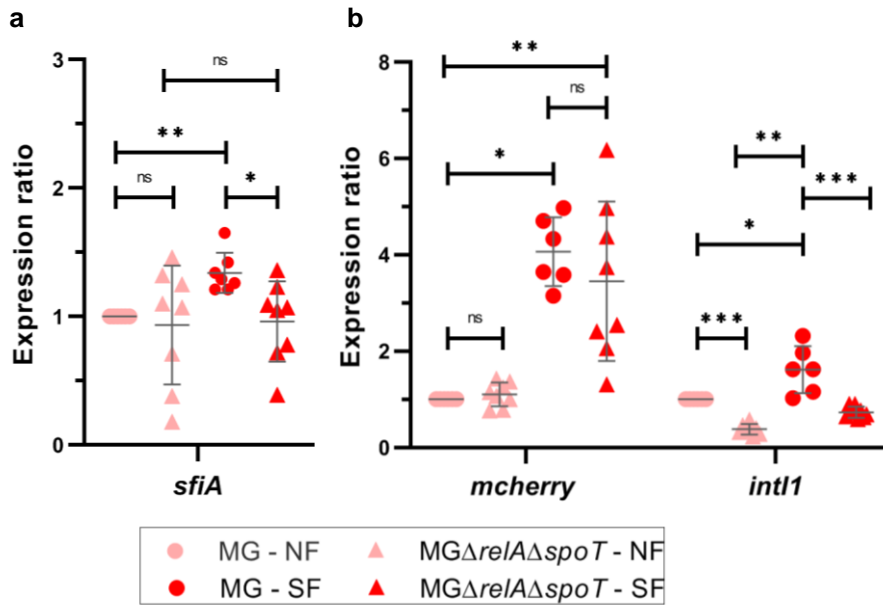 a
b
Expression ratio
3
2
1
0
ns
**
ns
*
sfiA
Expression ratio
8
6
4
2
0
**
ns
*
ns
**
***
*
***
mcherry
intI1
MG - NF
MGΔrelAΔspoT - NF
MG - SF
MGΔrelAΔspoT - SF